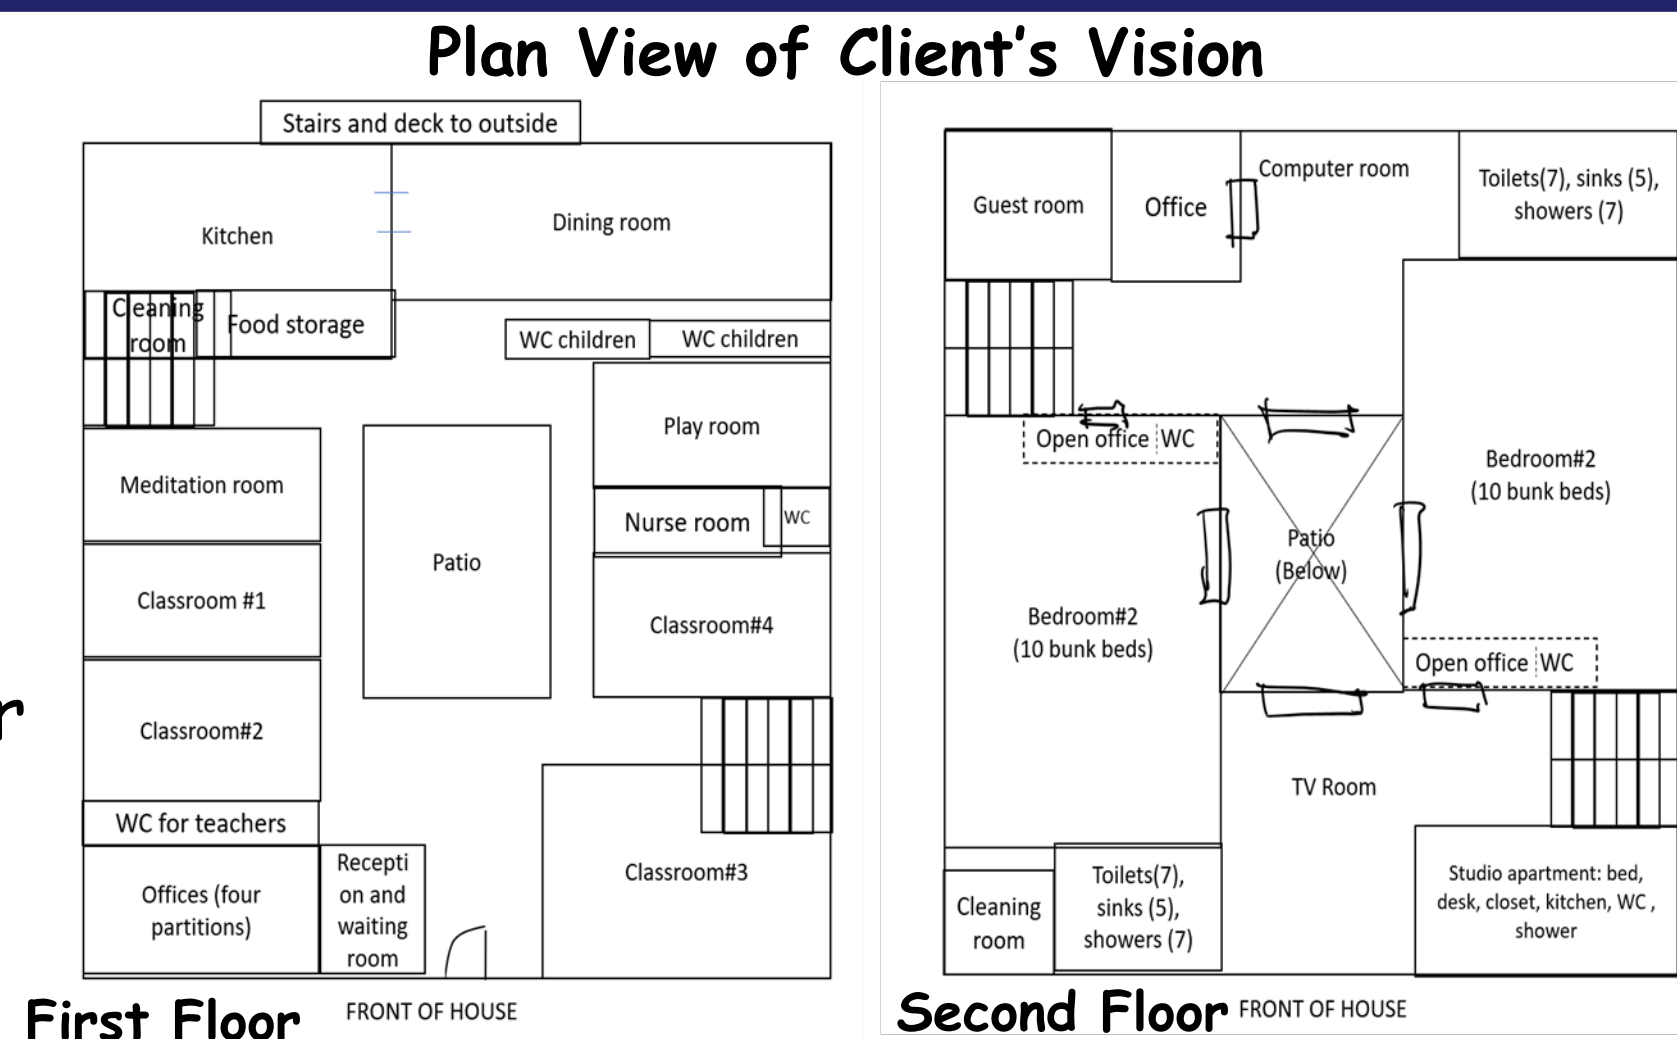 Plan View of Client's Vision
Stairs and deck to outside
Kitchen
Dining room
Cleaning
room
Food storage
WC children
WC children
Play room
Meditation room
Nurse room
WC
Patio
Classroom #1
Classroom#4
Classroom#2
WC for teachers
Offices (four
partitions)
Recepti
on and
waiting
room
Classroom#3
First Floor
FRONT OF HOUSE
Guest room
Office
Computer room
Toilets(7), sinks (5),
showers (7)
Open office
WC
Bedroom#2
(10 bunk beds)
Patio
(Below)
Bedroom#2
(10 bunk beds)
Open office
WC
TV Room
Cleaning
room
Toilets(7),
sinks (5),
showers (7)
Studio apartment: bed,
desk, closet, kitchen, WC ,
shower
Second Floor
FRONT OF HOUSE
r